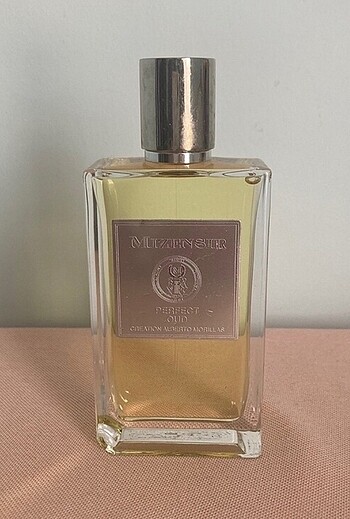 MIZENSIR
PERFECT
OUD
CREATION ALBERTO MORILLAS